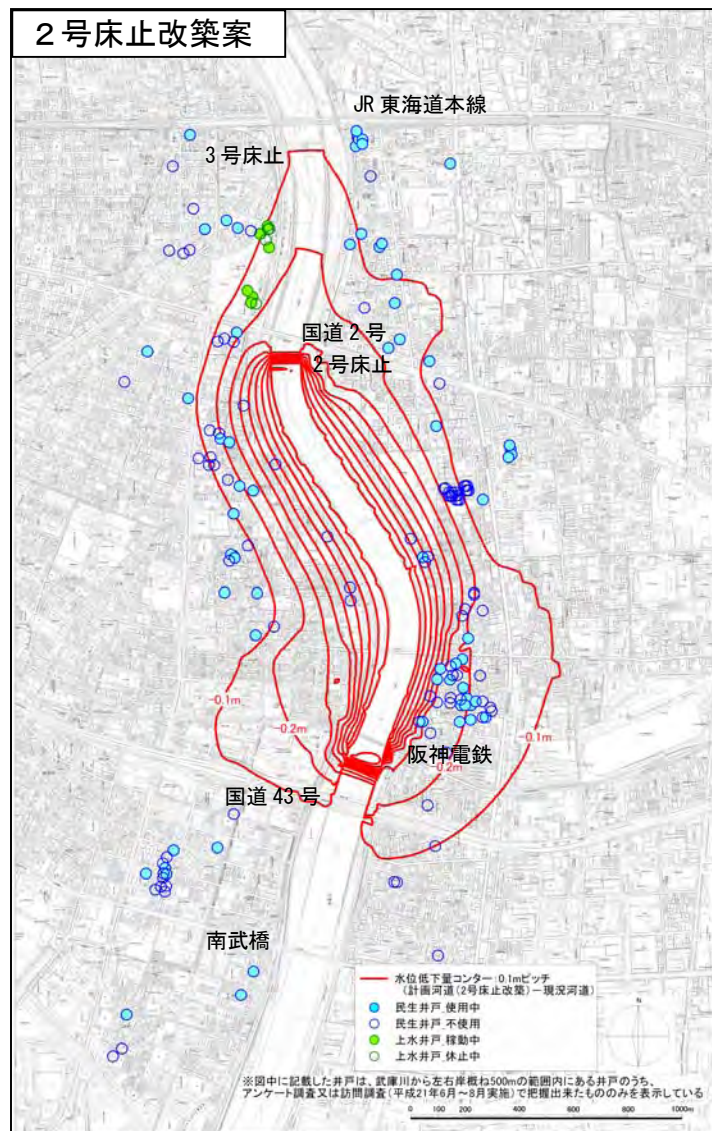 ２号床止改築案
JR 東海道本線
3 号床止
国道 2 号
2 号床止
-0.1m
-0.2m
-0.1m
-0.2m
阪神電鉄
国道 43 号
南武橋
水位低下量コンター：0.1mピッチ
(計画河道(2号床止改築)－現況河道)
民生井戸_使用中
民生井戸_不使用
上水井戸_稼動中
上水井戸_休止中
N
※図中に記載した井戸は、武庫川から左右岸概ね500mの範囲内にある井戸のうち、
アンケート調査又は訪問調査(平成21年6月～8月実施)で把握出来たもののみを表示している
0 100 200 400 600 800 1000m